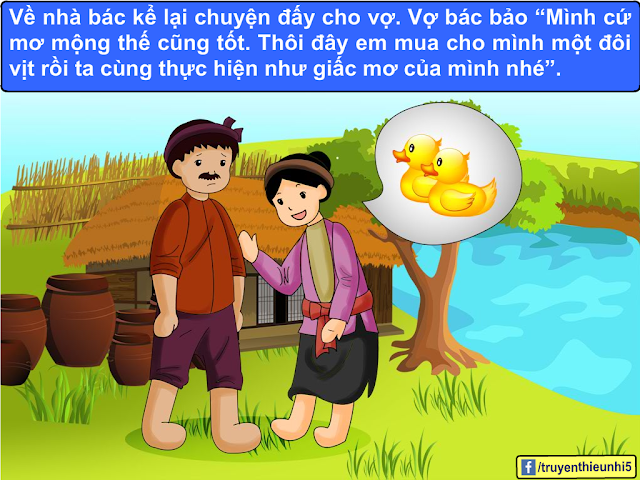 Về nhà bác kể lại chuyện đấy cho vợ. Vợ bác bảo “Mình cứ
mơ mộng thế cũng tốt. Thôi đây em mua cho mình một đôi
vịt rồi ta cùng thực hiện như giấc mơ của mình nhé”.
f /truyenthieunhi5